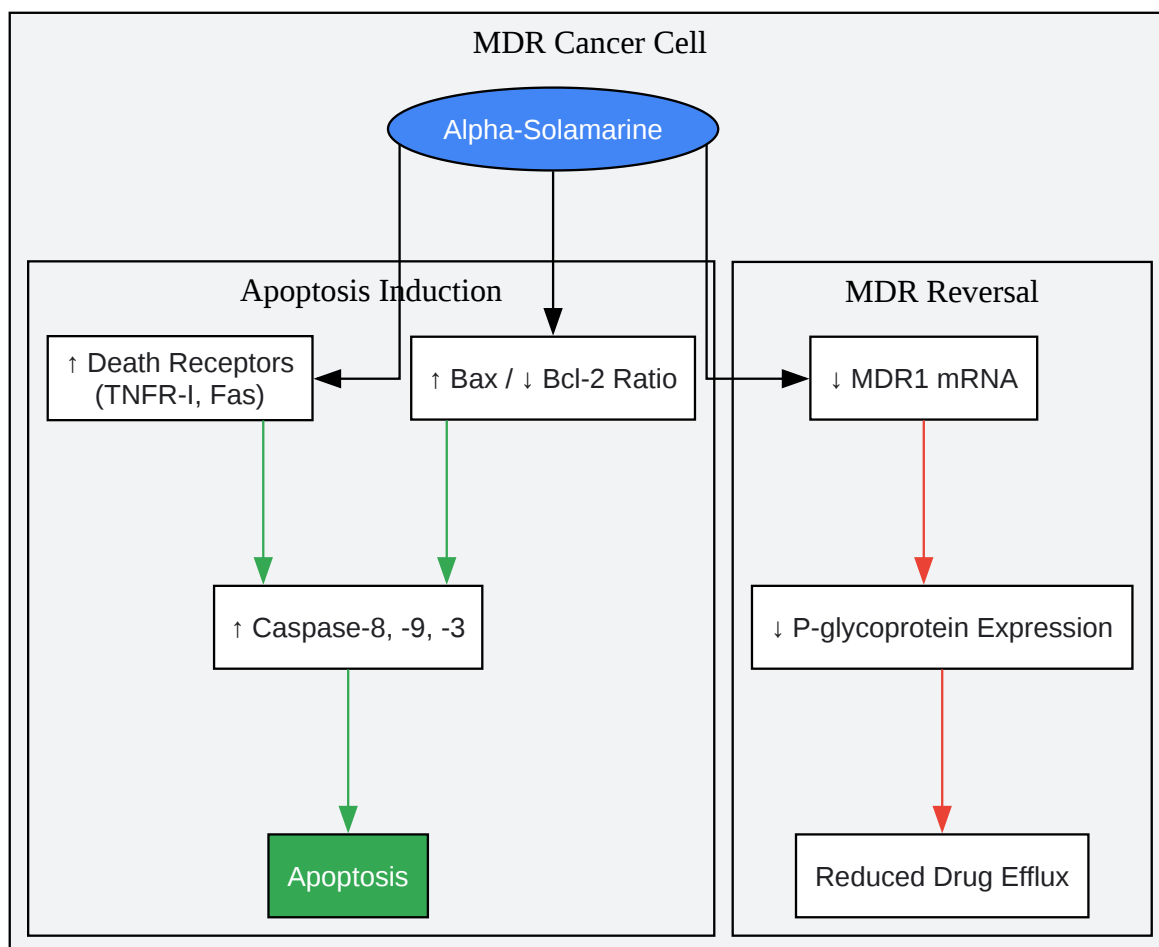 MDR Cancer Cell
Alpha-Solamarine
Apoptosis Induction
↑ Death Receptors
(TNFR-I, Fas)
↑ Bax / ↓ Bcl-2 Ratio
↑ Caspase-8, -9, -3
Apoptosis
MDR Reversal
↓ MDR1 mRNA
↓ P-glycoprotein Expression
Reduced Drug Efflux